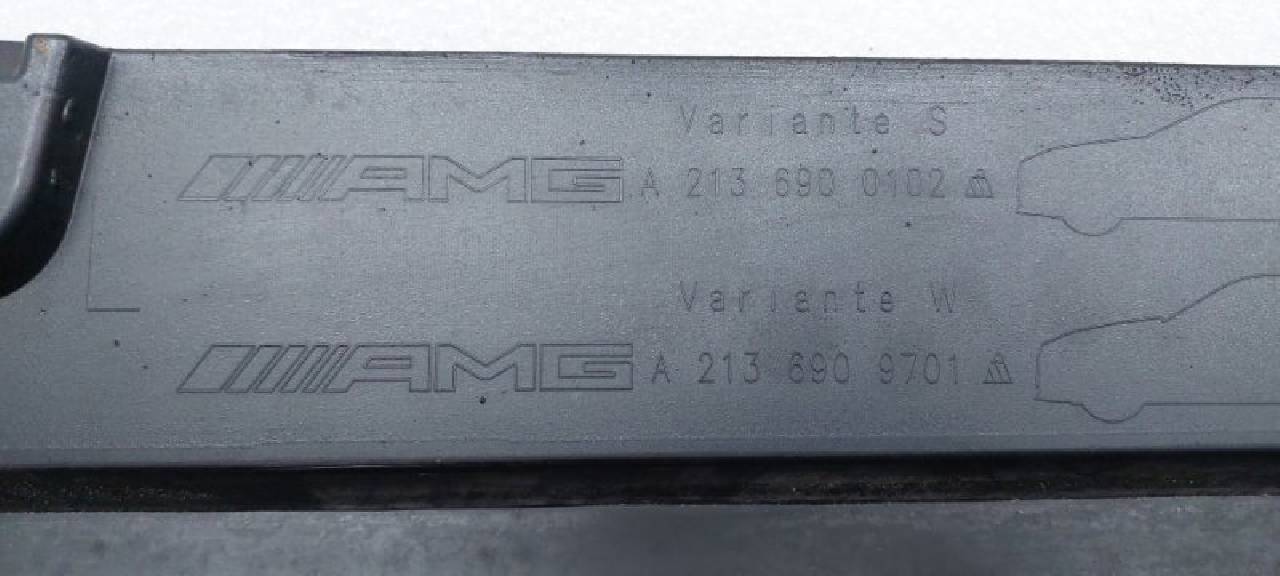 Variante S
AMG A 213 690 0102
Variante W
AMG A 213 690 9701